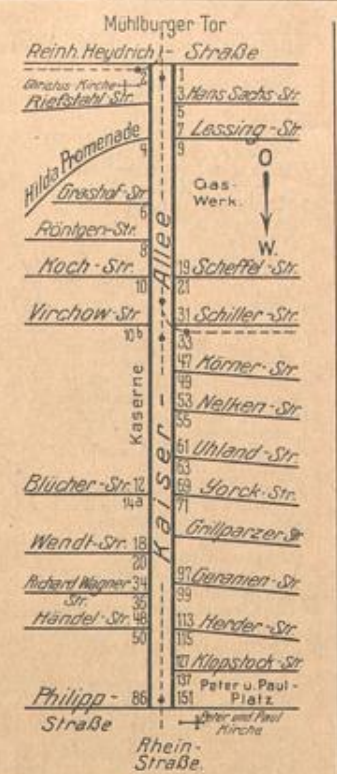 Mühlburger Tor
Reinh. Heydrich - Straße
2 1
Christus-Kirche
Riefstahl-Str. 3 Hans Sachs-Str.
5
7 Lessing-Str.
Hilda Promenade
4 9
O
Gas-
Werk.
W.
Grashof-Str.
6
Röntgen-Str.
8
Koch-Str. 19 Scheffel-Str.
10 21
Virchow-Str. 31 Schiller-Str.
10b 33
47 Körner-Str.
49
53 Nelken-Str.
55
Kaserne
Kaiser - Allee
61 Uhland-Str.
63
Blücher-Str. 12 69 Yorck-Str.
14a 71
Grillparzer Str.
Wendt-Str. 18
20
Richard Wagner 34 97 Geranien-Str.
Str. 36 99
Händel-Str. 48 113 Herder-Str.
50 115
127 Klopstock-Str.
137 Peter u. Paul-
Philipp- 86 151 Platz
Straße Peter und Paul
Kirche
Rhein-
Straße.